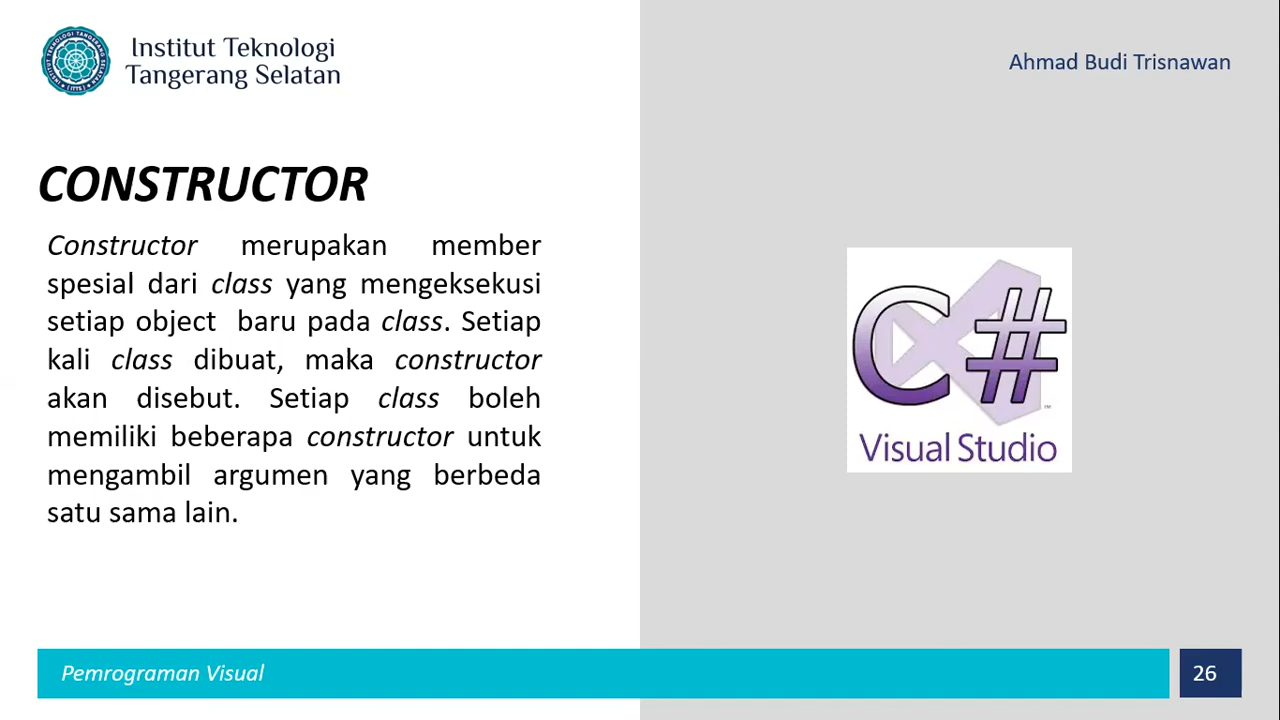 Institut Teknologi
Tangerang Selatan
Ahmad Budi Trisnawan
CONSTRUCTOR
Constructor merupakan member
spesial dari class yang mengeksekusi
setiap object baru pada class. Setiap
kali class dibuat, maka constructor
akan disebut. Setiap class boleh
memiliki beberapa constructor untuk
mengambil argumen yang berbeda
satu sama lain.
C#
™
Visual Studio
Pemrograman Visual
26